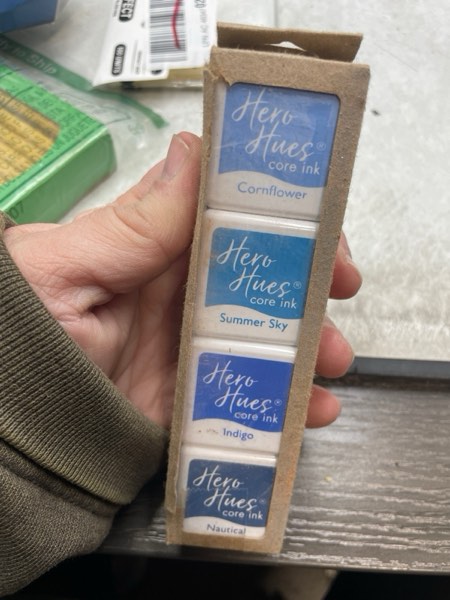 Hero
Hues®
core ink
Cornflower
Hero
Hues®
core ink
Summer Sky
Hero
Hues®
core ink
Indigo
Hero
Hues®
core ink
Nautical